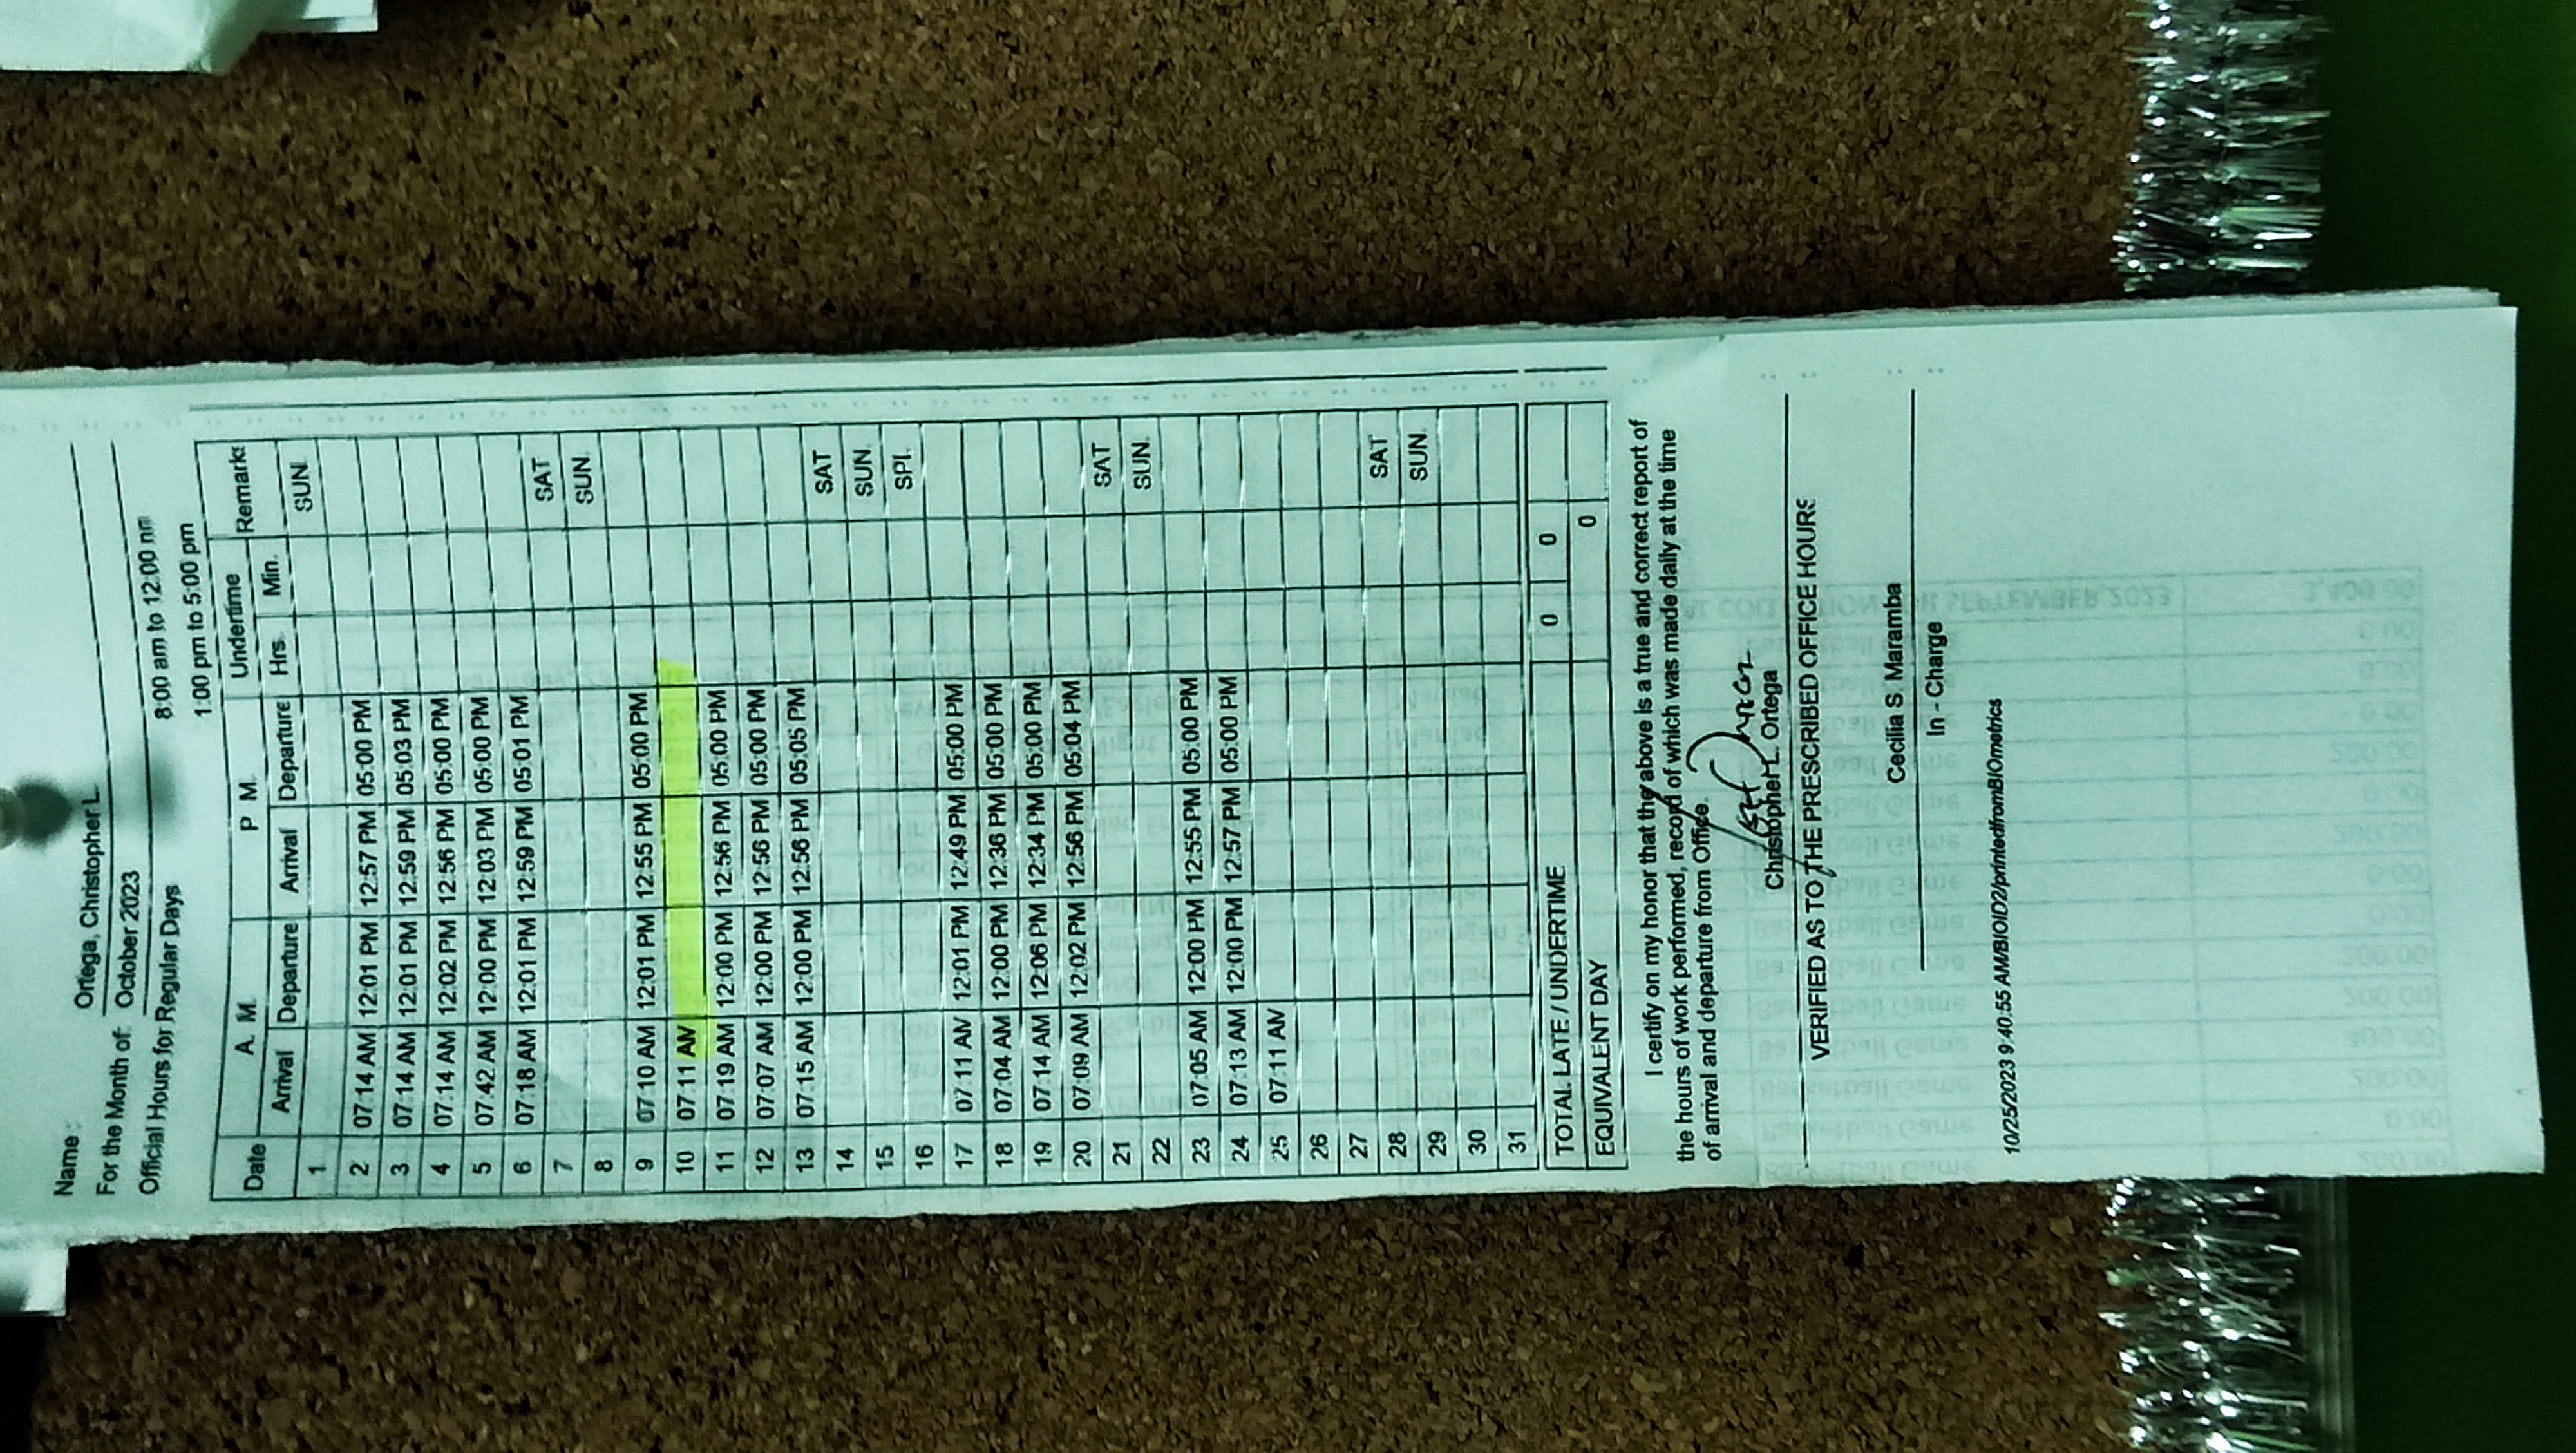 Name : Ortega, Christopher L.
For the Month of: October 2023
Official Hours for Regular Days 8:00 am to 12:00 nn
1:00 pm to 5:00 pm
Date A. M. P M. Undertime Remarks
Arrival Departure Arrival Departure Hrs. Min.
1 SUN.
2 07:14 AM 12:01 PM 12:57 PM 05:00 PM
3 07:14 AM 12:01 PM 12:59 PM 05:03 PM
4 07:14 AM 12:02 PM 12:56 PM 05:00 PM
5 07:42 AM 12:00 PM 12:03 PM 05:00 PM
6 07:18 AM 12:01 PM 12:59 PM 05:01 PM
7 SAT
8 SUN.
9 07:10 AM 12:01 PM 12:55 PM 05:00 PM
10 07:11 AM
11 07:19 AM 12:00 PM 12:56 PM 05:00 PM
12 07:07 AM 12:00 PM 12:56 PM 05:00 PM
13 07:15 AM 12:00 PM 12:56 PM 05:05 PM
14 SAT
15 SUN.
16 SPL
17 07:11 AM 12:01 PM 12:49 PM 05:00 PM
18 07:04 AM 12:00 PM 12:36 PM 05:00 PM
19 07:14 AM 12:06 PM 12:34 PM 05:00 PM
20 07:09 AM 12:02 PM 12:56 PM 05:04 PM
21 SAT
22 SUN.
23 07:05 AM 12:00 PM 12:55 PM 05:00 PM
24 07:13 AM 12:00 PM 12:57 PM 05:00 PM
25 07:11 AM
26
27
28 SAT
29 SUN.
30
31
TOTAL LATE / UNDERTIME 0 0
EQUIVALENT DAY 0
I certify on my honor that the above is a true and correct report of
the hours of work performed, record of which was made daily at the time
of arrival and departure from Office.
Christopher L. Ortega
VERIFIED AS TO THE PRESCRIBED OFFICE HOURS
Cecilia S. Maramba
In - Charge
10/25/2023 9:40:55 AM/BIOID2/printedfromBIOmetrics